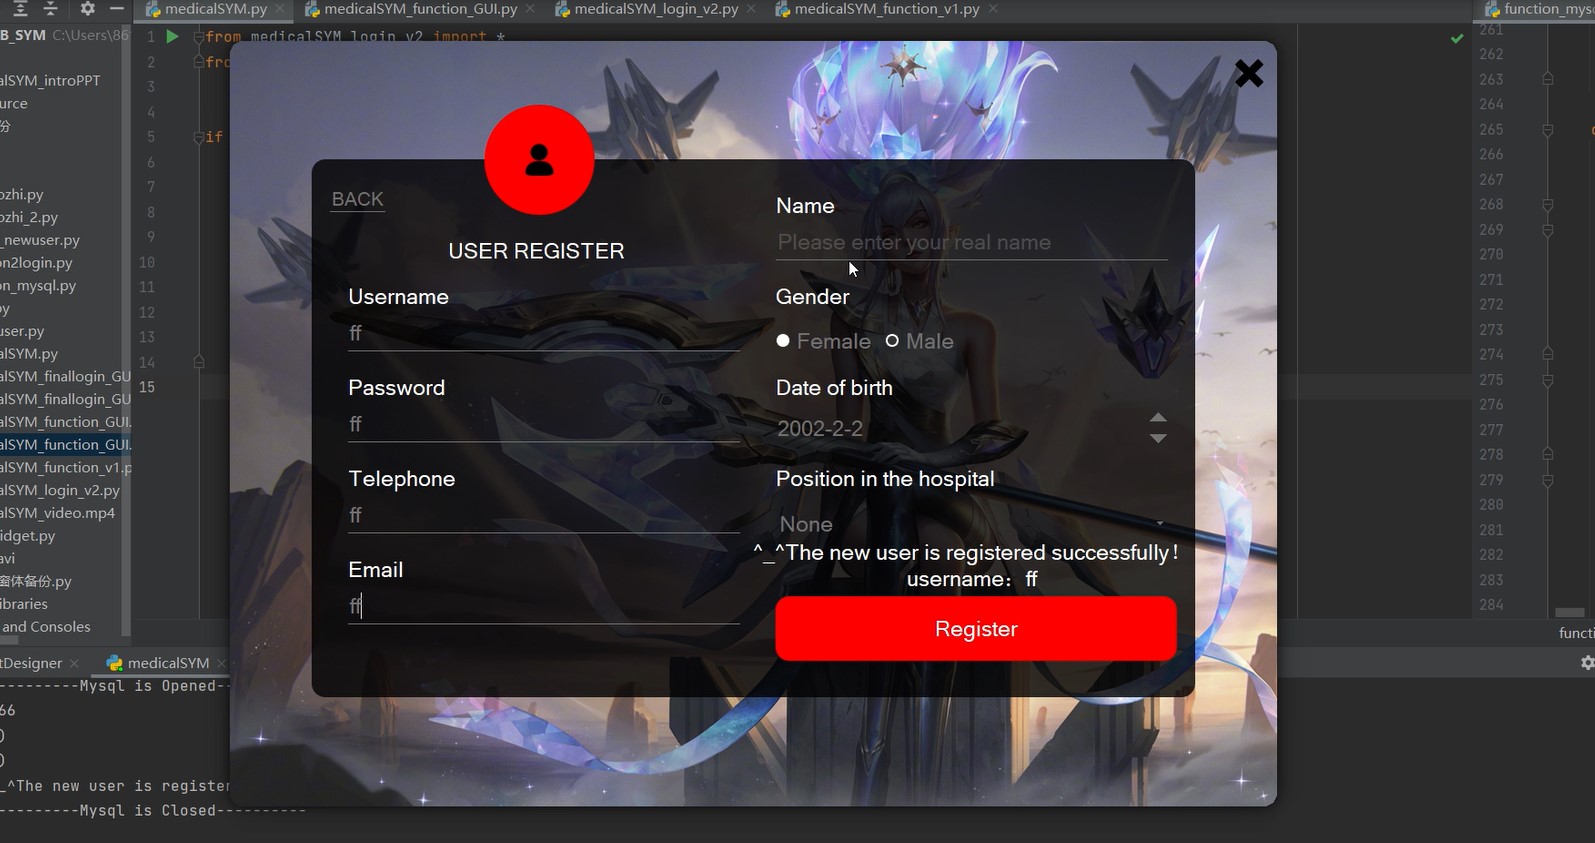 medicalSYM.py
medicalSYM_function_GUI.py
medicalSYM_login_v2.py
medicalSYM_function_v1.py
B_SYM C:\Users\86
alSYM_introPPT
urce
份
ozhi.py
ozhi_2.py
_newuser.py
on2login.py
on_mysql.py
py
user.py
alSYM.py
alSYM_finallogin_GU
alSYM_finallogin_GU
alSYM_function_GUI.
alSYM_function_GUI.
alSYM_function_v1.p
alSYM_login_v2.py
alSYM_video.mp4
idget.py
avi
窗体备份.py
ibraries
and Consoles
1 from medicalSYM_login_v2 import *
2 fro
3
4
5 if
6
7
8
9
10
11
12
13
14
15
BACK
USER REGISTER
Username
ff
Password
ff
Telephone
ff
Email
ff
Name
Please enter your real name
Gender
Female Male
Date of birth
2002-2-2
Position in the hospital
None
^_^The new user is registered successfully！
username：ff
Register
261
262
263
264
265
266
267
268
269
270
271
272
273
274
275
276
277
278
279
280
281
282
283
284
functi
tDesigner
medicalSYM
---------Mysql is Opened--
66
)
)
_^The new user is register
---------Mysql is Closed----------